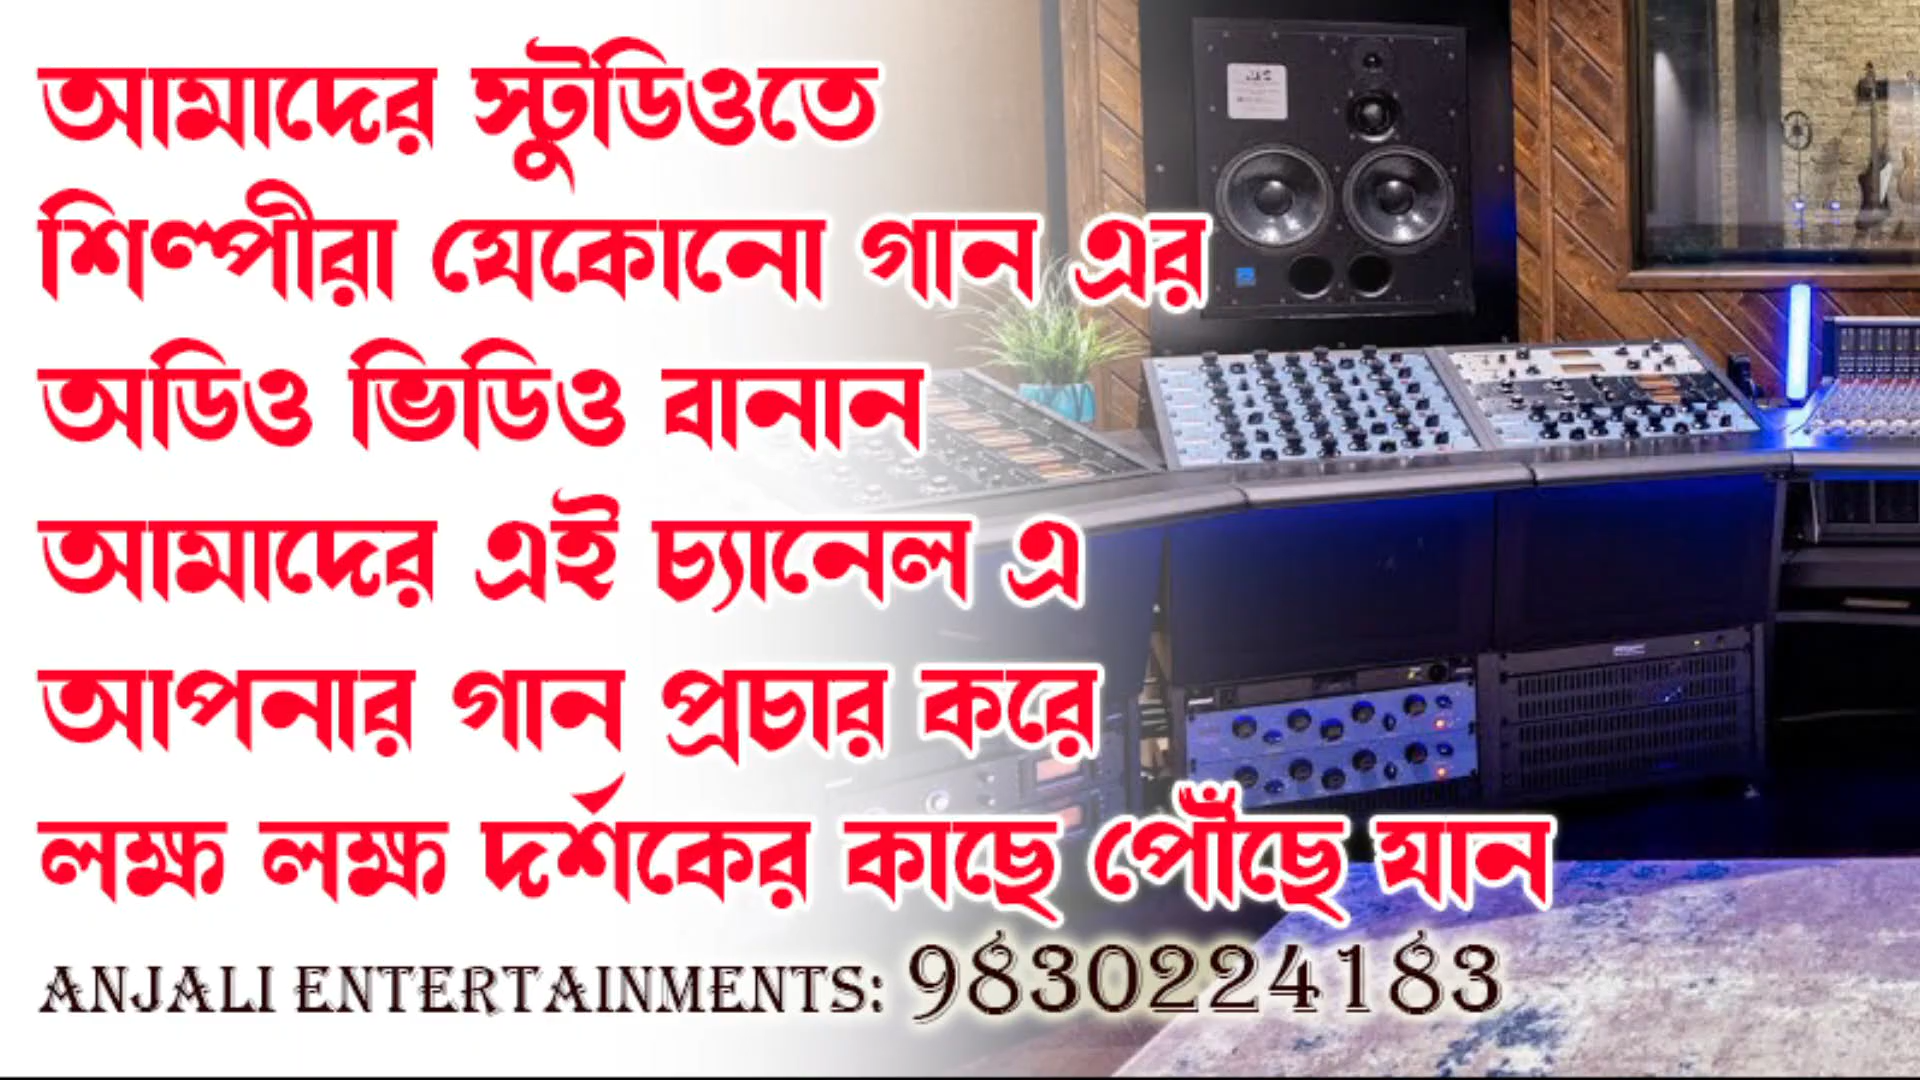 আমাদের স্টুডিওতে
শিল্পীরা যেকোনো গান এর
অডিও ভিডিও বানান
আমাদের এই চ্যানেল এ
আপনার গান প্রচার করে
লক্ষ লক্ষ দর্শকের কাছে পৌঁছে যান
ANJALI ENTERTAINMENTS: 9830224183